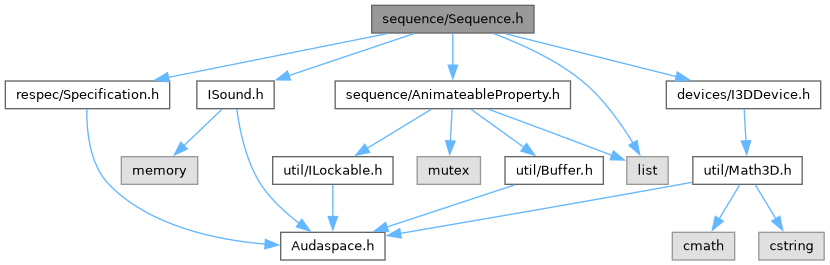 sequence/Sequence.h
respec/Specification.h
ISound.h
sequence/AnimateableProperty.h
devices/I3DDevice.h
memory
util/ILockable.h
mutex
util/Buffer.h
list
util/Math3D.h
Audaspace.h
cmath
cstring